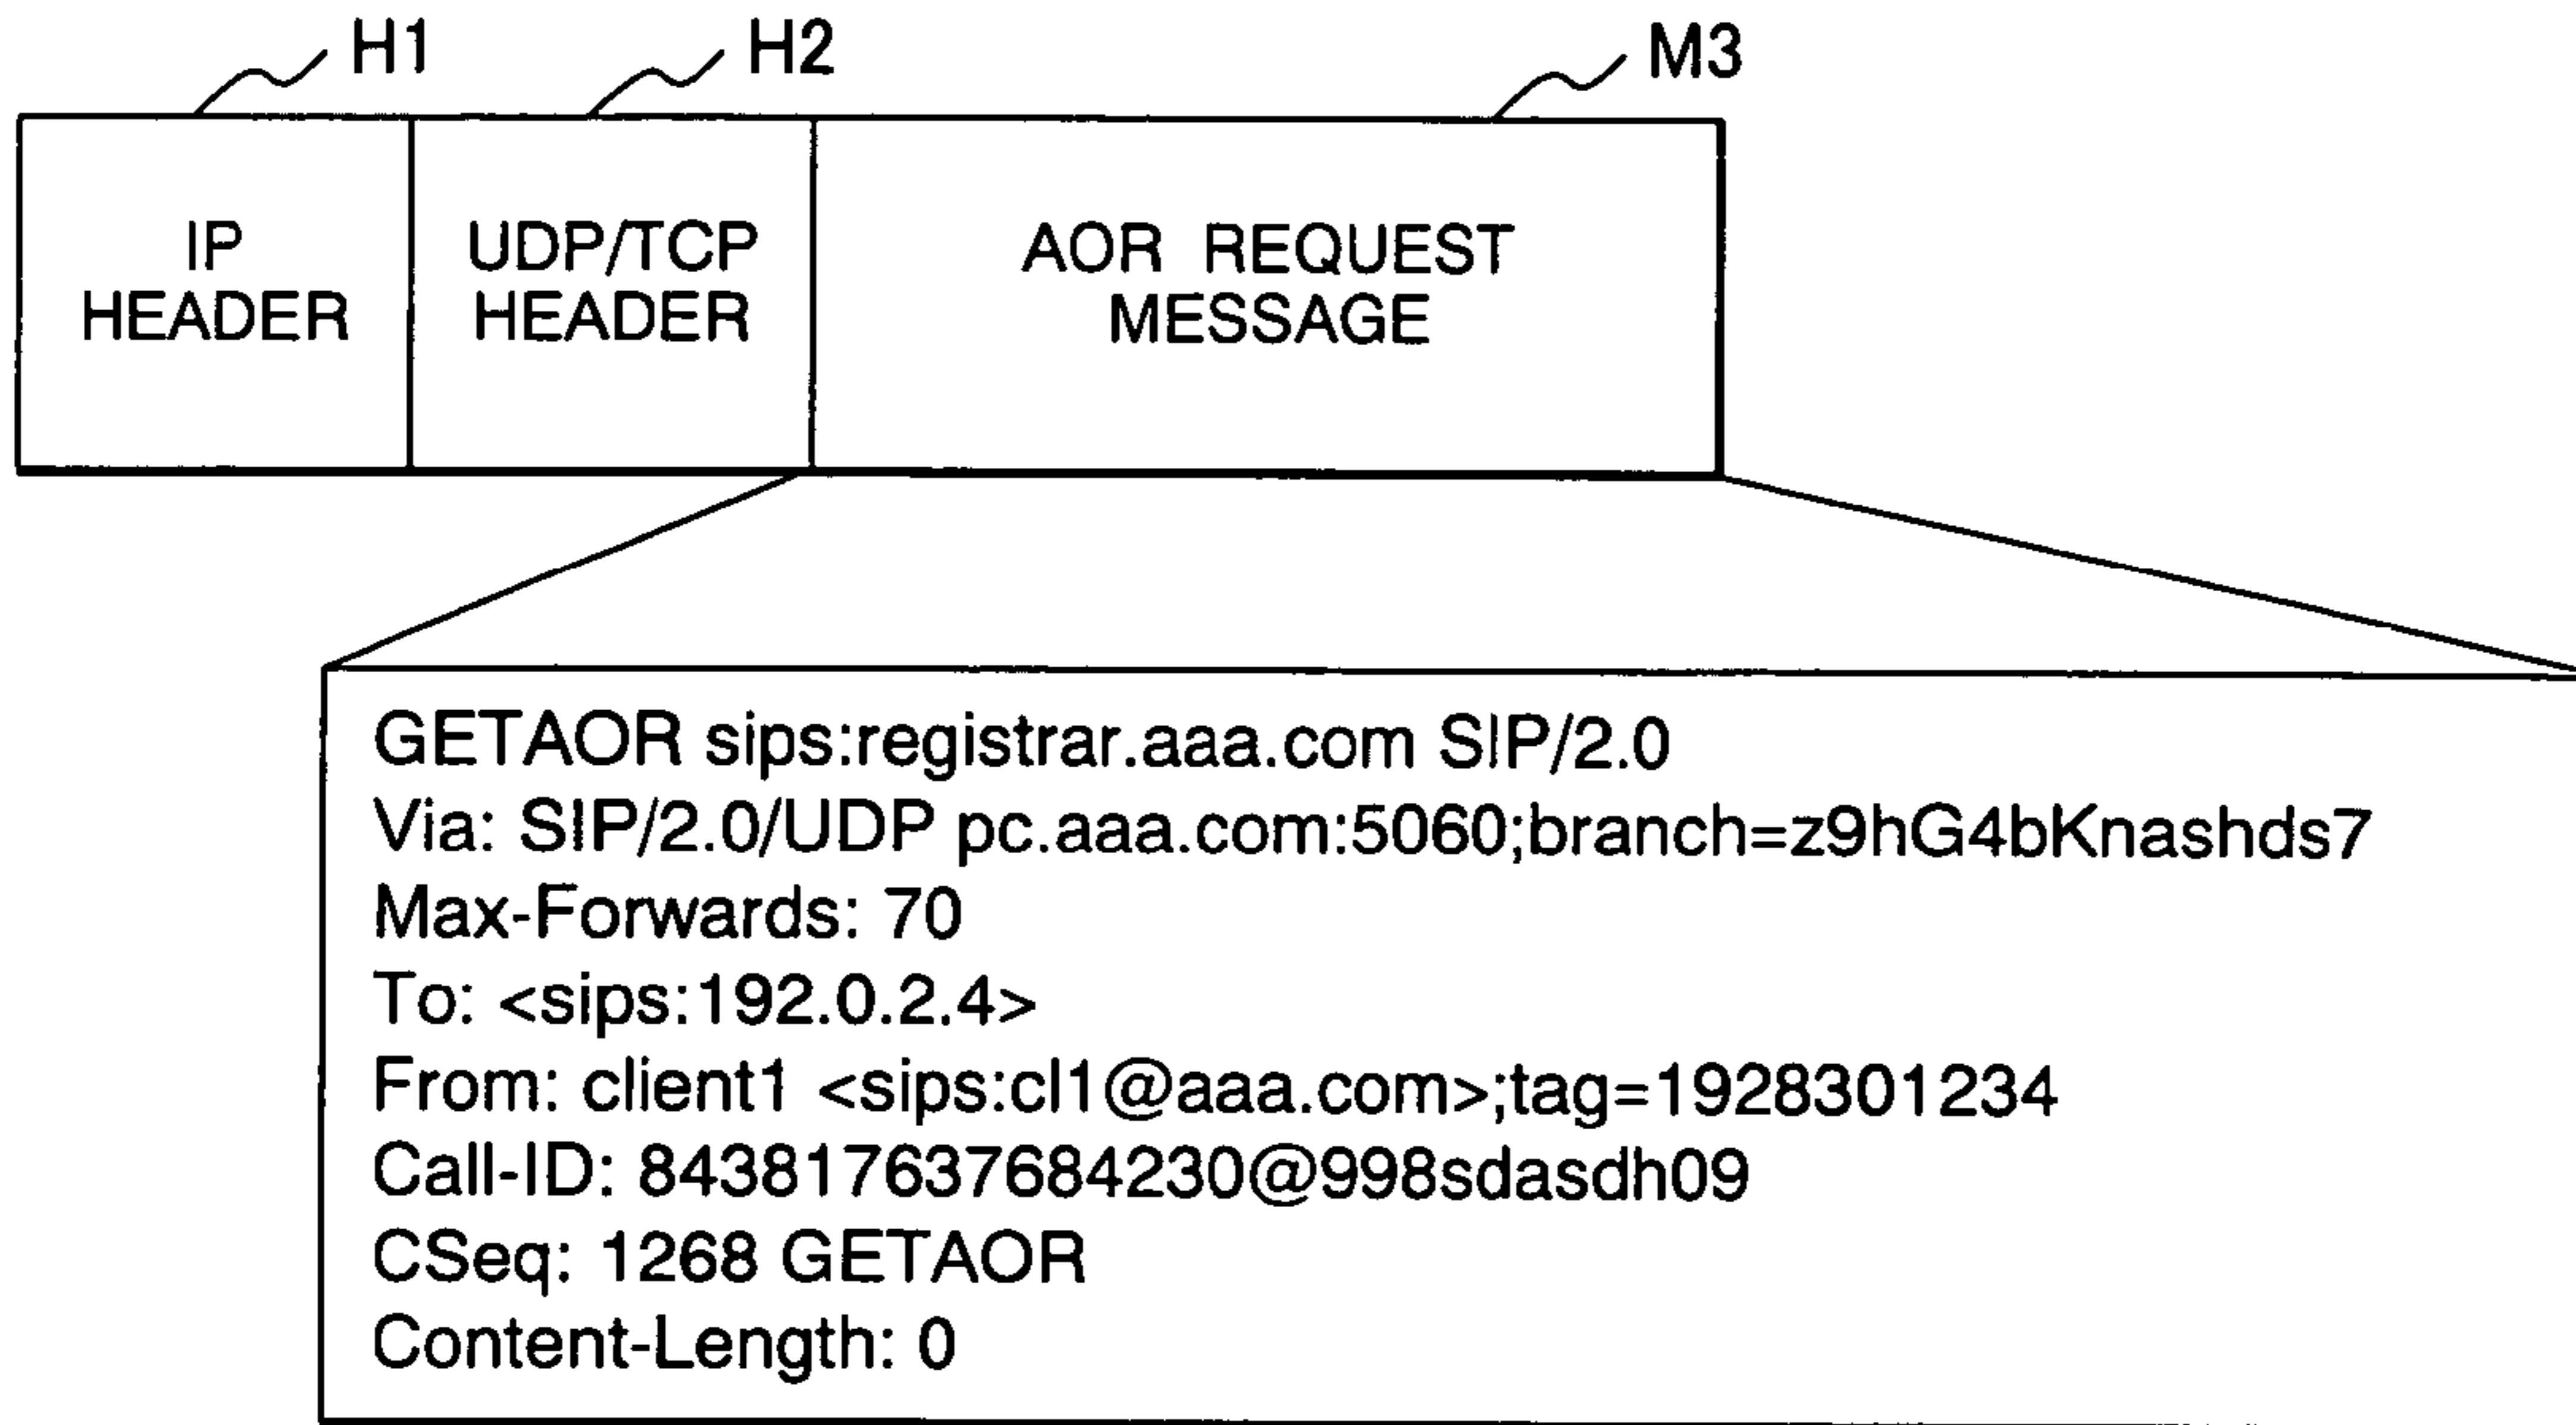 H1
H2
M3
IP
HEADER
UDP/TCP
HEADER
AOR REQUEST
MESSAGE
GETAOR sips:registrar.aaa.com SIP/2.0
Via: SIP/2.0/UDP pc.aaa.com:5060;branch=z9hG4bKnashds7
Max-Forwards: 70
To: <sips:192.0.2.4>
From: client1 <sips:cl1@aaa.com>;tag=1928301234
Call-ID: 843817637684230@998sdasdh09
CSeq: 1268 GETAOR
Content-Length: 0